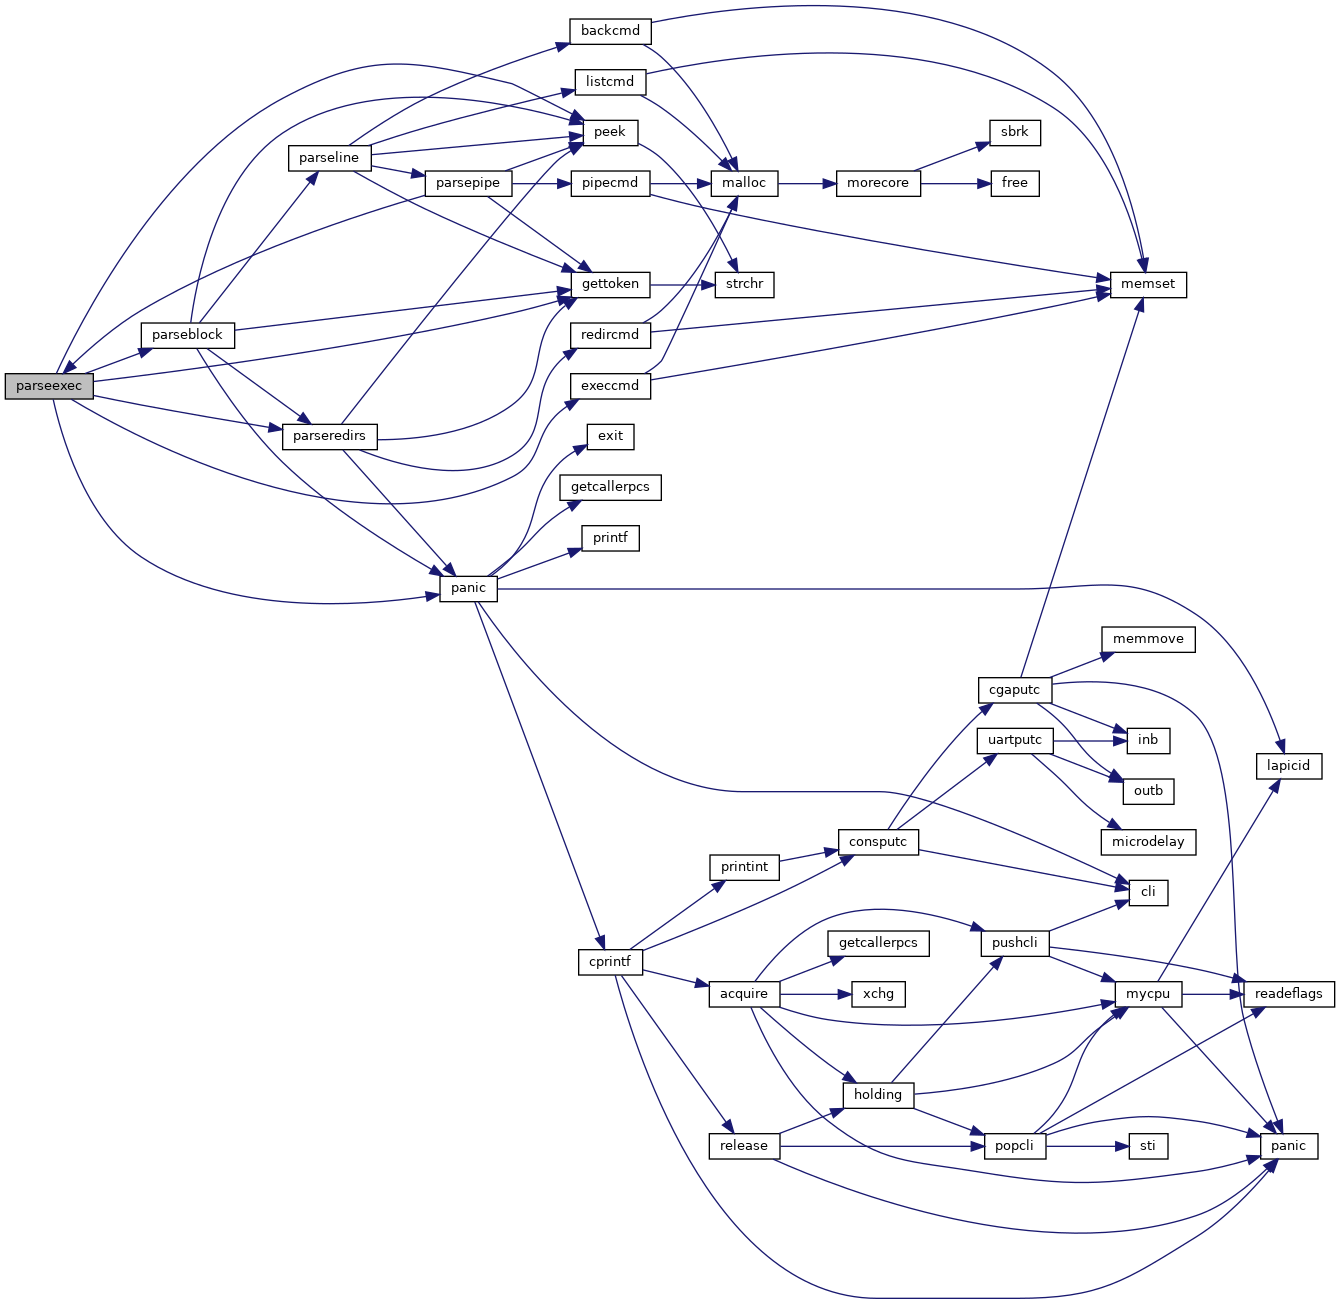 backcmd
listcmd
peek
sbrk
parseline
parsepipe
pipecmd
malloc
morecore
free
gettoken
strchr
memset
parseblock
redircmd
parseexec
execcmd
parseredirs
exit
getcallerpcs
printf
panic
memmove
cgaputc
uartputc
inb
lapicid
outb
consputc
microdelay
printint
cli
getcallerpcs
pushcli
cprintf
acquire
xchg
mycpu
readeflags
holding
release
popcli
sti
panic